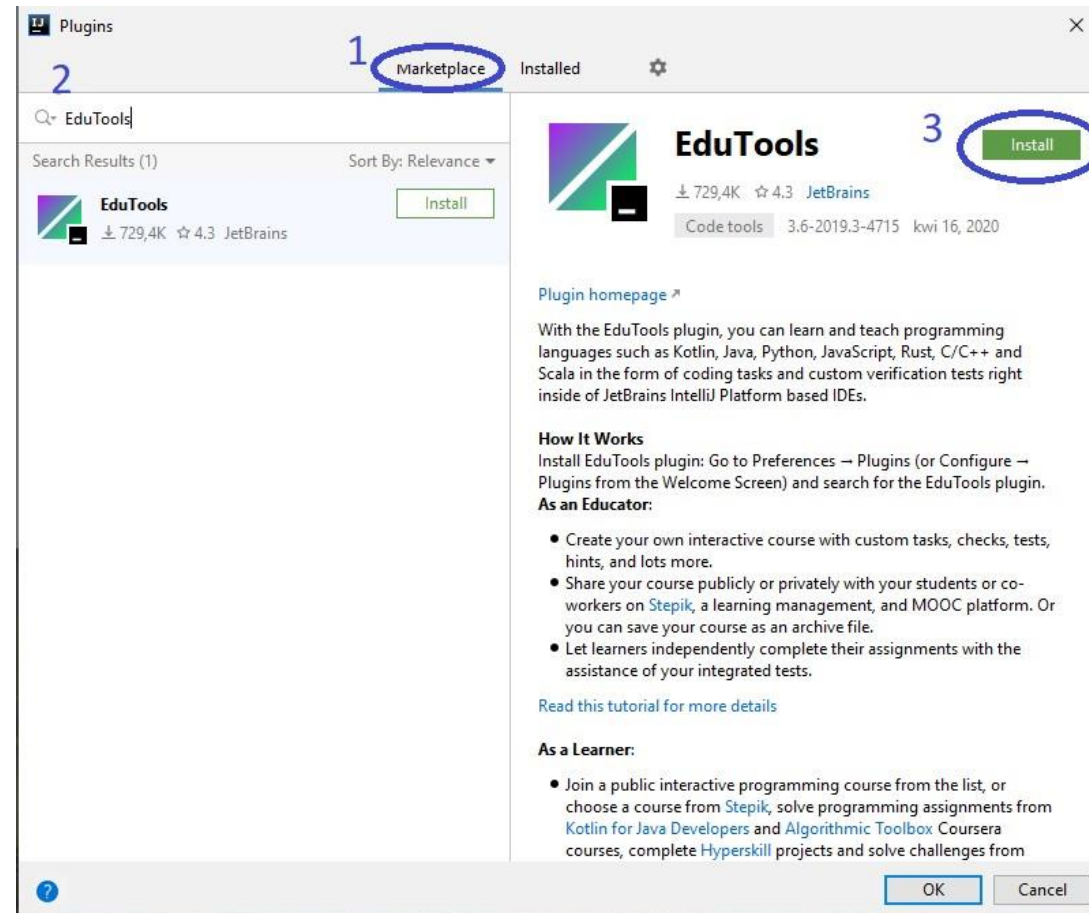 Plugins
1
Marketplace
Installed
2
EduTools
Search Results (1)
Sort By: Relevance
EduTools
Install
729,4K 4.3 JetBrains
EduTools
3
Install
729,4K 4.3 JetBrains
Code tools 3.6-2019.3-4715 kwi 16, 2020
Plugin homepage
With the EduTools plugin, you can learn and teach programming
languages such as Kotlin, Java, Python, JavaScript, Rust, C/C++ and
Scala in the form of coding tasks and custom verification tests right
inside of JetBrains IntelliJ Platform based IDEs.
How It Works
Install EduTools plugin: Go to Preferences → Plugins (or Configure →
Plugins from the Welcome Screen) and search for the EduTools plugin.
As an Educator:
• Create your own interactive course with custom tasks, checks, tests,
hints, and lots more.
• Share your course publicly or privately with your students or co-
workers on Stepik, a learning management, and MOOC platform. Or
you can save your course as an archive file.
• Let learners independently complete their assignments with the
assistance of your integrated tests.
Read this tutorial for more details
As a Learner:
• Join a public interactive programming course from the list, or
choose a course from Stepik, solve programming assignments from
Kotlin for Java Developers and Algorithmic Toolbox Coursera
courses, complete Hyperskill projects and solve challenges from
?
OK
Cancel